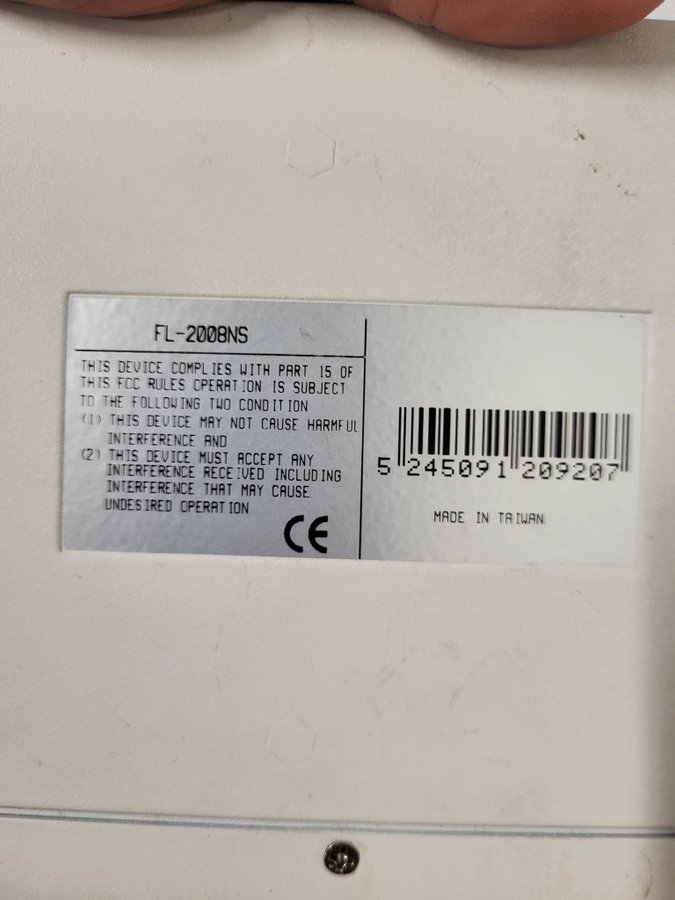 FL-2008NS
THIS DEVICE COMPLIES WITH PART 15 OF
THIS FCC RULES OPERATION IS SUBJECT
TO THE FOLLOWING TWO CONDITION
(1) THIS DEVICE MAY NOT CAUSE HARMFUL
INTERFERENCE AND
(2) THIS DEVICE MUST ACCEPT ANY
INTERFERENCE RECEIVED INCLUDING
INTERFERENCE THAT MAY CAUSE
UNDESIRED OPERATION
CE
5 245091 209207
MADE IN TAIWAN